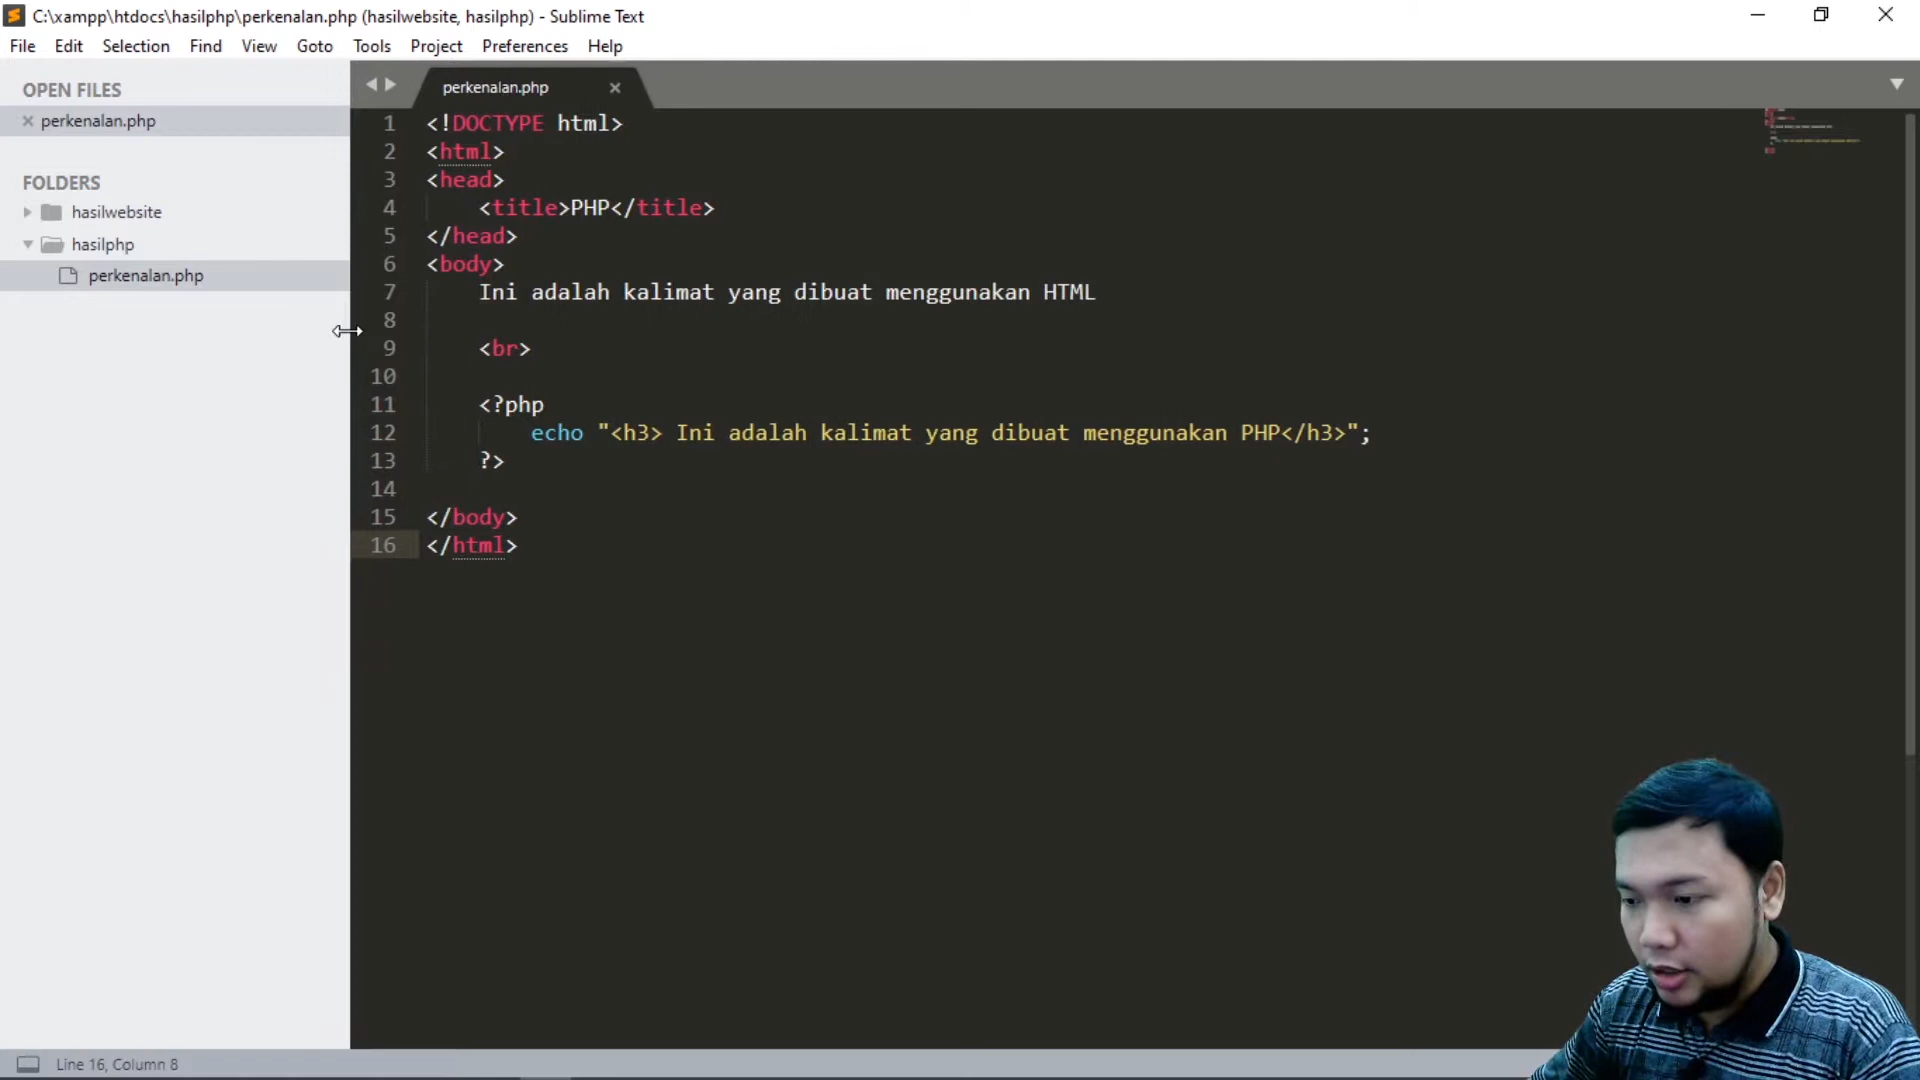 C:\xampp\htdocs\hasilphp\perkenalan.php (hasilwebsite, hasilphp) - Sublime Text
File Edit Selection Find View Goto Tools Project Preferences Help
OPEN FILES
perkenalan.php
FOLDERS
hasilwebsite
hasilphp
perkenalan.php
perkenalan.php
1 <!DOCTYPE html>
2 <html>
3 <head>
4 <title>PHP</title>
5 </head>
6 <body>
7 Ini adalah kalimat yang dibuat menggunakan HTML
8
9 <br>
10
11 <?php
12 echo "<h3> Ini adalah kalimat yang dibuat menggunakan PHP</h3>";
13 ?>
14
15 </body>
16 </html>
Line 16, Column 8